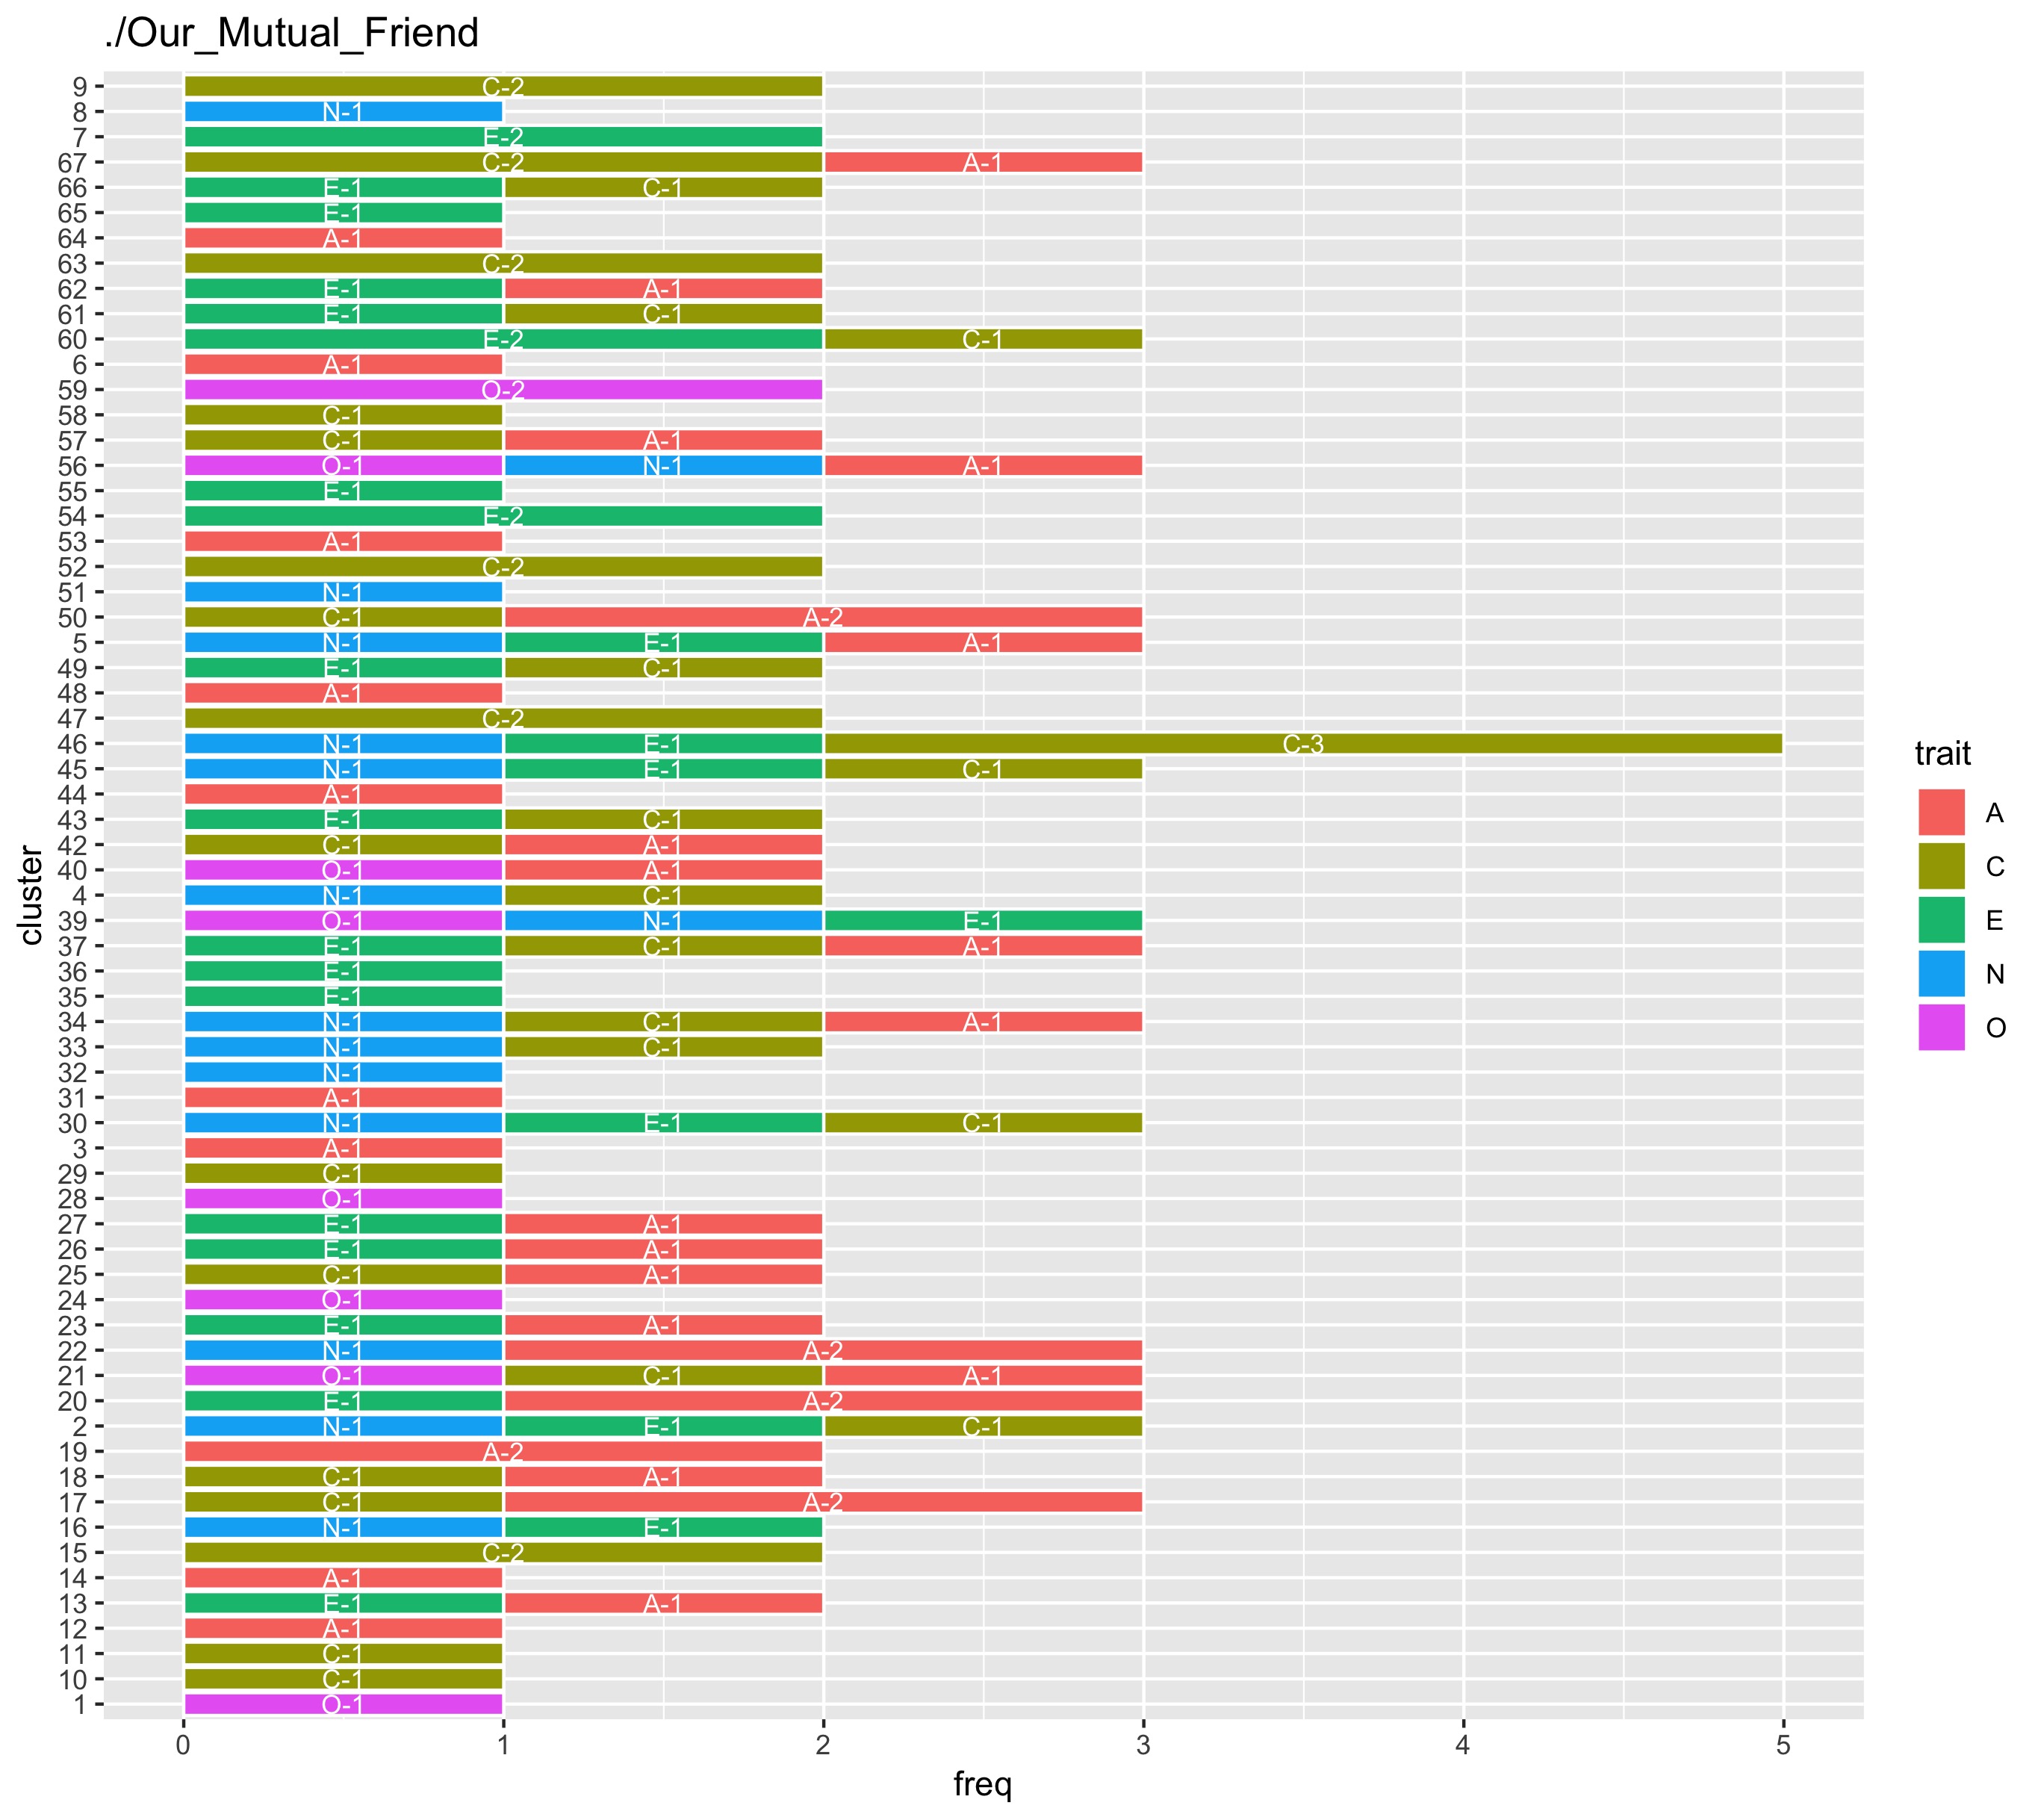 ./Our_Mutual_Friend
cluster
9 C-2
8 N-1
7 E-2
67 C-2 A-1
66 E-1 C-1
65 E-1
64 A-1
63 C-2
62 E-1 A-1
61 E-1 C-1
60 E-2 C-1
6 A-1
59 O-2
58 C-1
57 C-1 A-1
56 O-1 N-1 A-1
55 E-1
54 E-2
53 A-1
52 C-2
51 N-1
50 C-1 A-2
5 N-1 E-1 A-1
49 E-1 C-1
48 A-1
47 C-2
46 N-1 E-1 C-3
45 N-1 E-1 C-1
44 A-1
43 E-1 C-1
42 C-1 A-1
40 O-1 A-1
4 N-1 C-1
39 O-1 N-1 E-1
37 E-1 C-1 A-1
36 E-1
35 E-1
34 N-1 C-1 A-1
33 N-1 C-1
32 N-1
31 A-1
30 N-1 E-1 C-1
3 A-1
29 C-1
28 O-1
27 E-1 A-1
26 E-1 A-1
25 C-1 A-1
24 O-1
23 E-1 A-1
22 N-1 A-2
21 O-1 C-1 A-1
20 E-1 A-2
2 N-1 E-1 C-1
19 A-2
18 C-1 A-1
17 C-1 A-2
16 N-1 E-1
15 C-2
14 A-1
13 E-1 A-1
12 A-1
11 C-1
10 C-1
1 O-1
0 1 2 3 4 5
freq
trait
A
C
E
N
O